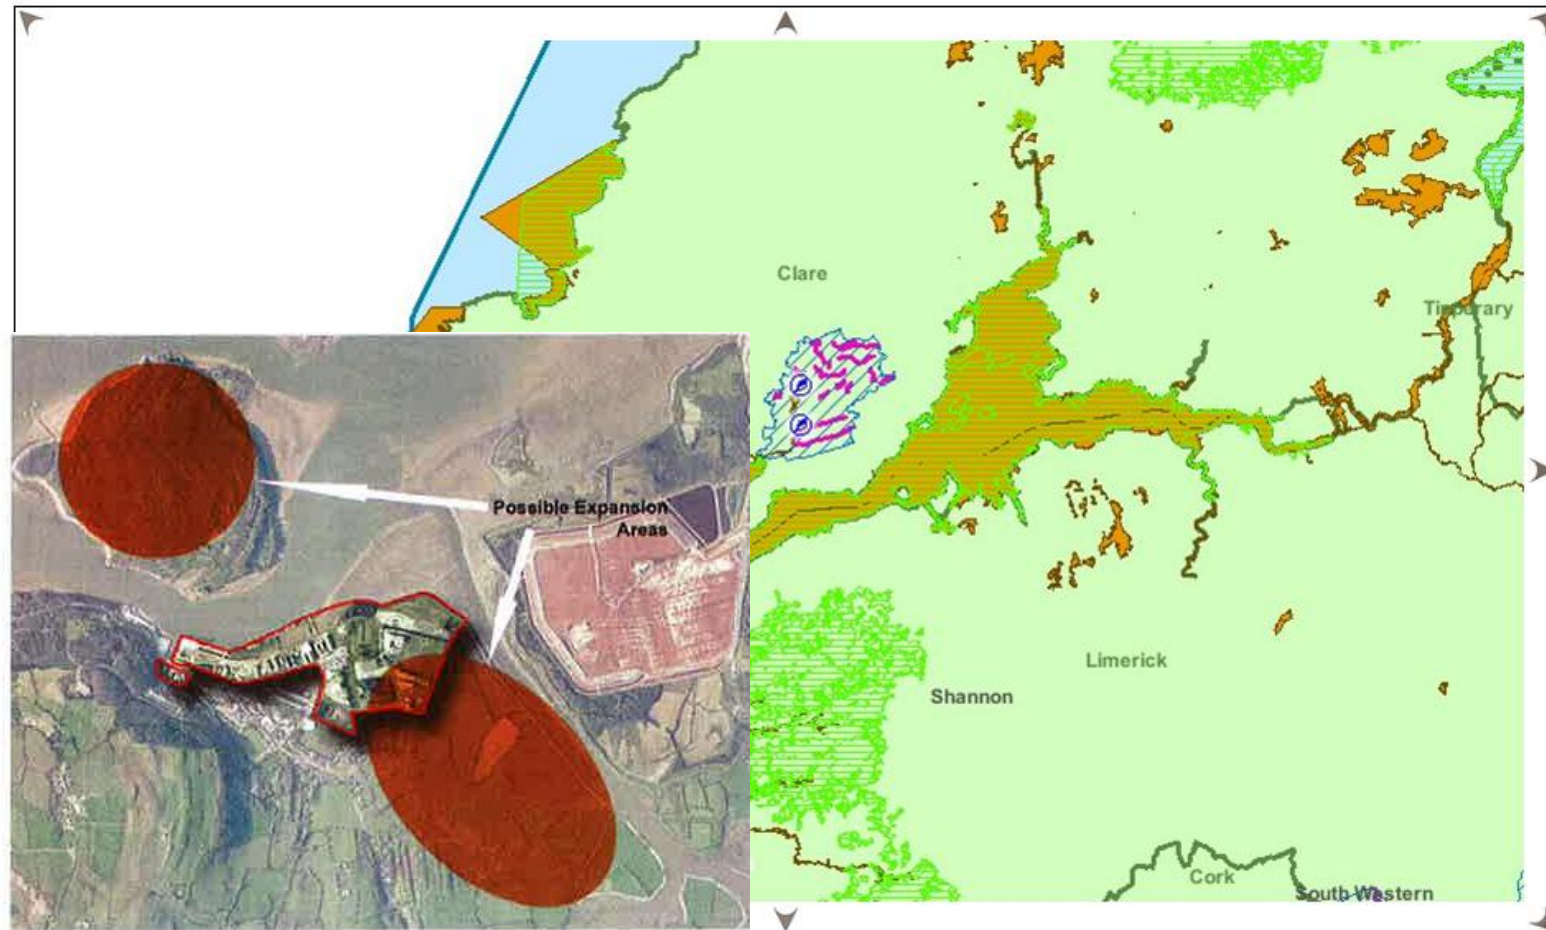 Clare
Tipperary
Possible Expansion
Areas
Limerick
Shannon
Cork
South Western